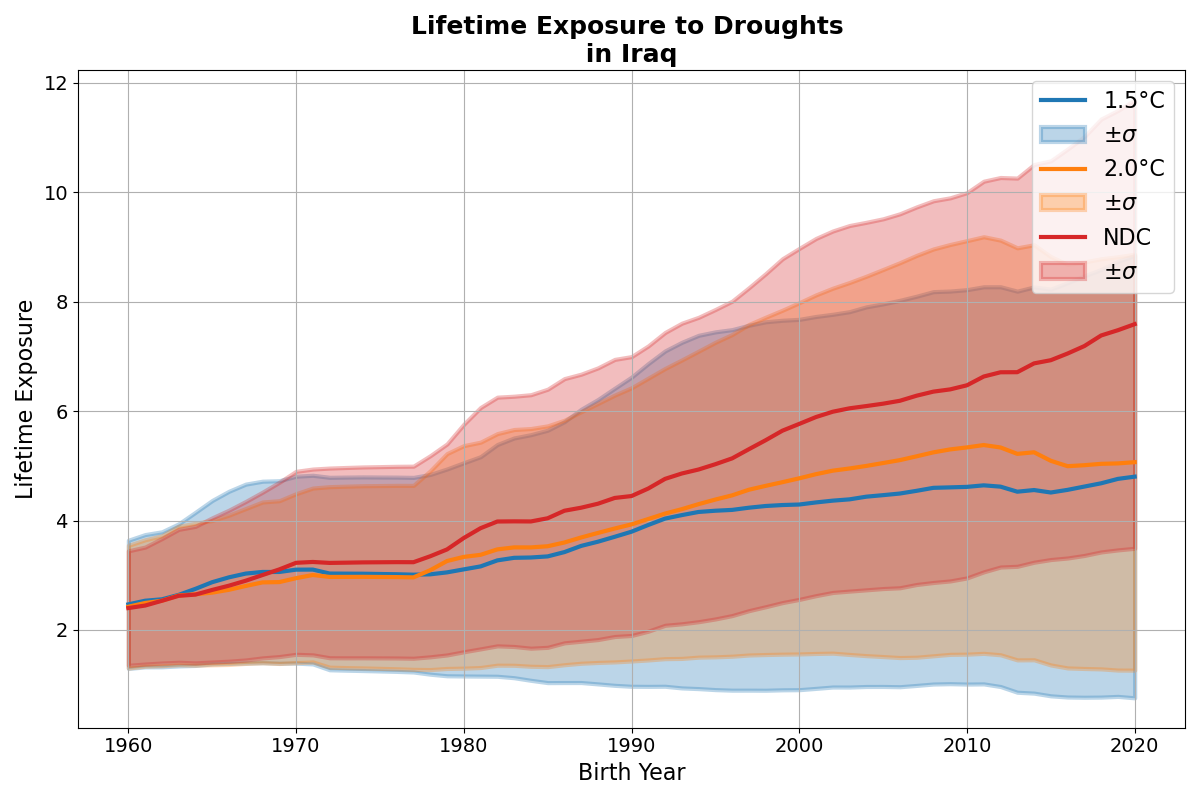 Lifetime Exposure to Droughts
in Iraq
12
10
8
6
4
2
Lifetime Exposure
1960
1970
1980
1990
2000
2010
2020
Birth Year
1.5°C
±σ
2.0°C
±σ
NDC
±σ